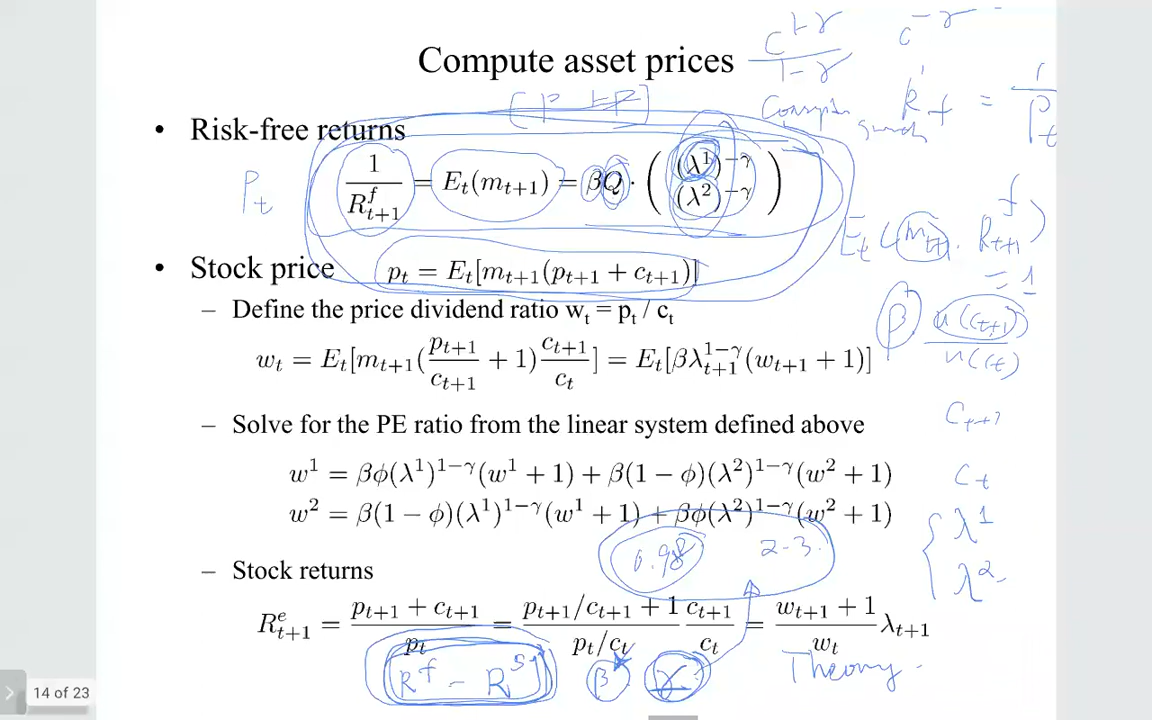 Compute asset prices
C^{1-γ} / 1-γ
c^{-γ}
• Risk-free returns
R^f = 1 / P_t
P_t
1 / R^f_{t+1} = E_t(m_{t+1}) = βQ · ( (λ^1)^{-γ} / (λ^2)^{-γ} )
E_t (m_{t+1} · R^f_{t+1}) = 1
• Stock price p_t = E_t[m_{t+1}(p_{t+1} + c_{t+1})]
– Define the price dividend ratio w_t = p_t / c_t
β u(c_{t+1}) / u(c_t)
w_t = E_t[m_{t+1}(p_{t+1}/c_{t+1} + 1) c_{t+1}/c_t] = E_t[βλ^{1-γ}_{t+1}(w_{t+1} + 1)]
C_{t+1}
– Solve for the PE ratio from the linear system defined above
w^1 = βϕ(λ^1)^{1-γ}(w^1 + 1) + β(1 − ϕ)(λ^2)^{1-γ}(w^2 + 1)
C_t
w^2 = β(1 − ϕ)(λ^1)^{1-γ}(w^1 + 1) + βϕ(λ^2)^{1-γ}(w^2 + 1)
{ λ^1
λ^2
0.98 2-3
– Stock returns
R^e_{t+1} = (p_{t+1} + c_{t+1}) / p_t = (p_{t+1}/c_{t+1} + 1) / (p_t/c_t) c_{t+1}/c_t = (w_{t+1} + 1) / w_t λ_{t+1}
R^f - R^s β γ Theory
14 of 23